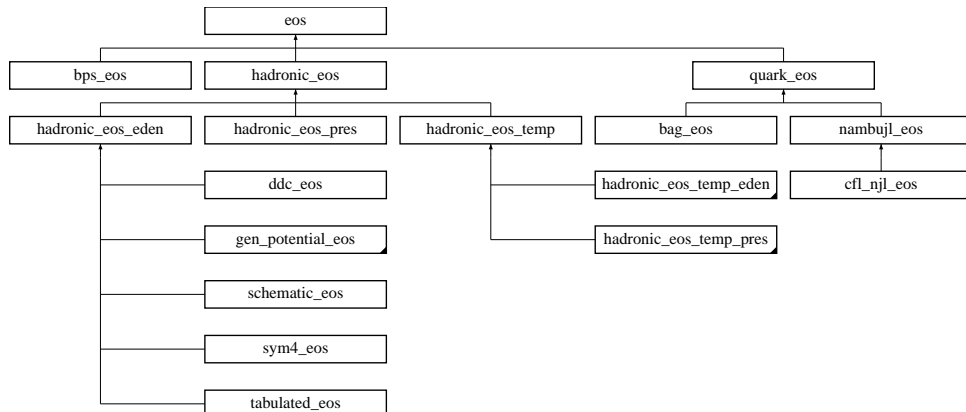 eos
bps_eos hadronic_eos quark_eos
hadronic_eos_eden hadronic_eos_pres hadronic_eos_temp bag_eos nambujl_eos
ddc_eos hadronic_eos_temp_eden cfl_njl_eos
gen_potential_eos hadronic_eos_temp_pres
schematic_eos
sym4_eos
tabulated_eos